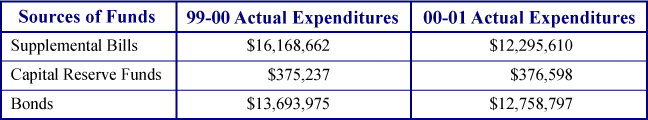 Sources of Funds 99-00 Actual Expenditures 00-01 Actual Expenditures
Supplemental Bills $16,168,662 $12,295,610
Capital Reserve Funds $375,237 $376,598
Bonds $13,693,975 $12,758,797